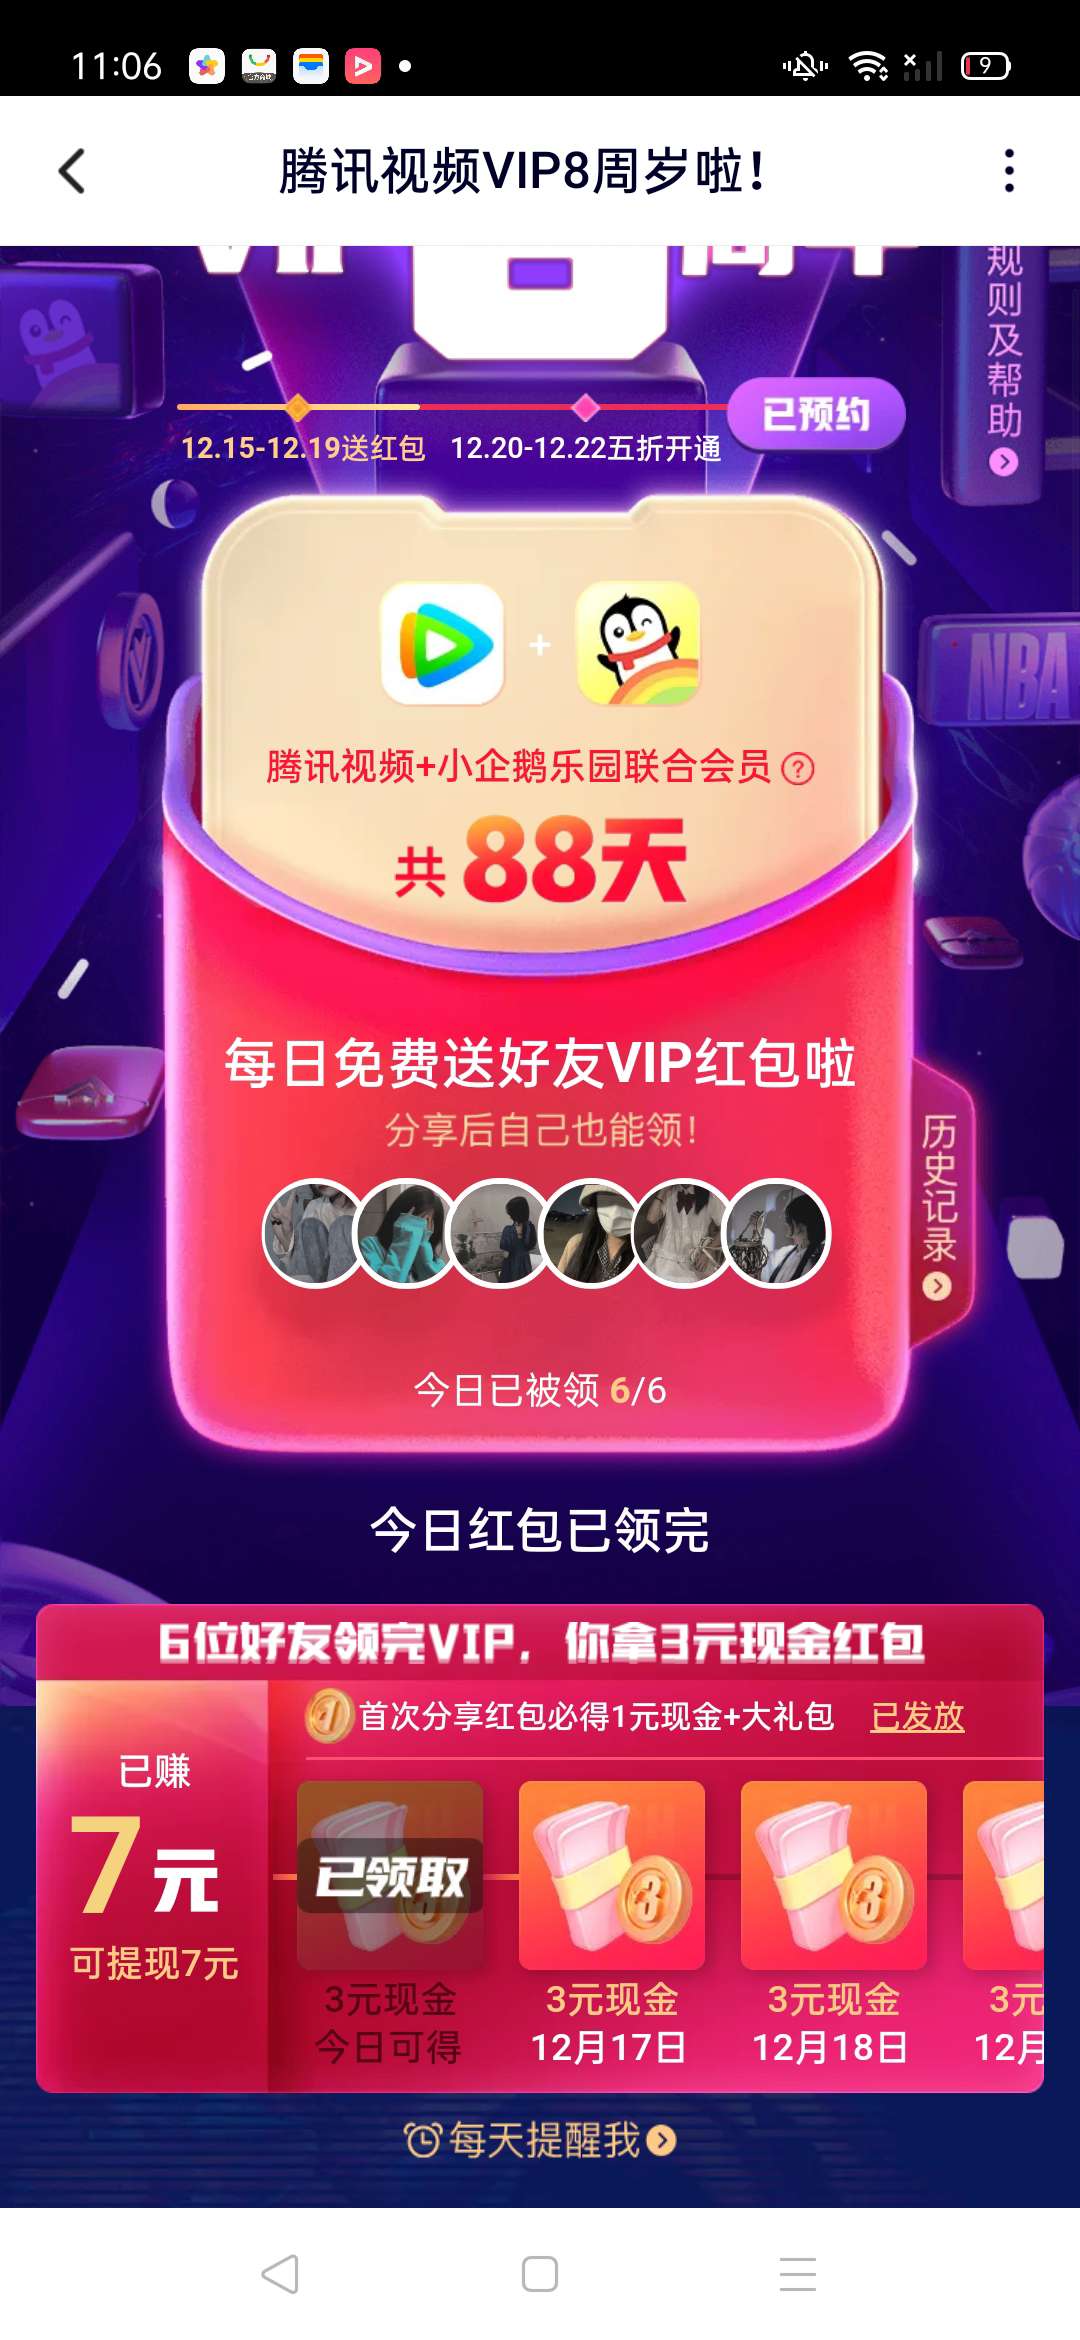 11:06
9
腾讯视频VIP8周岁啦！
规则及帮助
已预约
12.15-12.19送红包
12.20-12.22五折开通
NBA
腾讯视频+小企鹅乐园联合会员?
共88天
每日免费送好友VIP红包啦
分享后自己也能领！
历史记录
今日已被领 6/6
今日红包已领完
6位好友领完VIP，你拿3元现金红包
1首次分享红包必得1元现金+大礼包 已发放
已赚
7元
可提现7元
已领取
3
3
3
3元现金
今日可得
3元现金
12月17日
3元现金
12月18日
3元
12月
每天提醒我